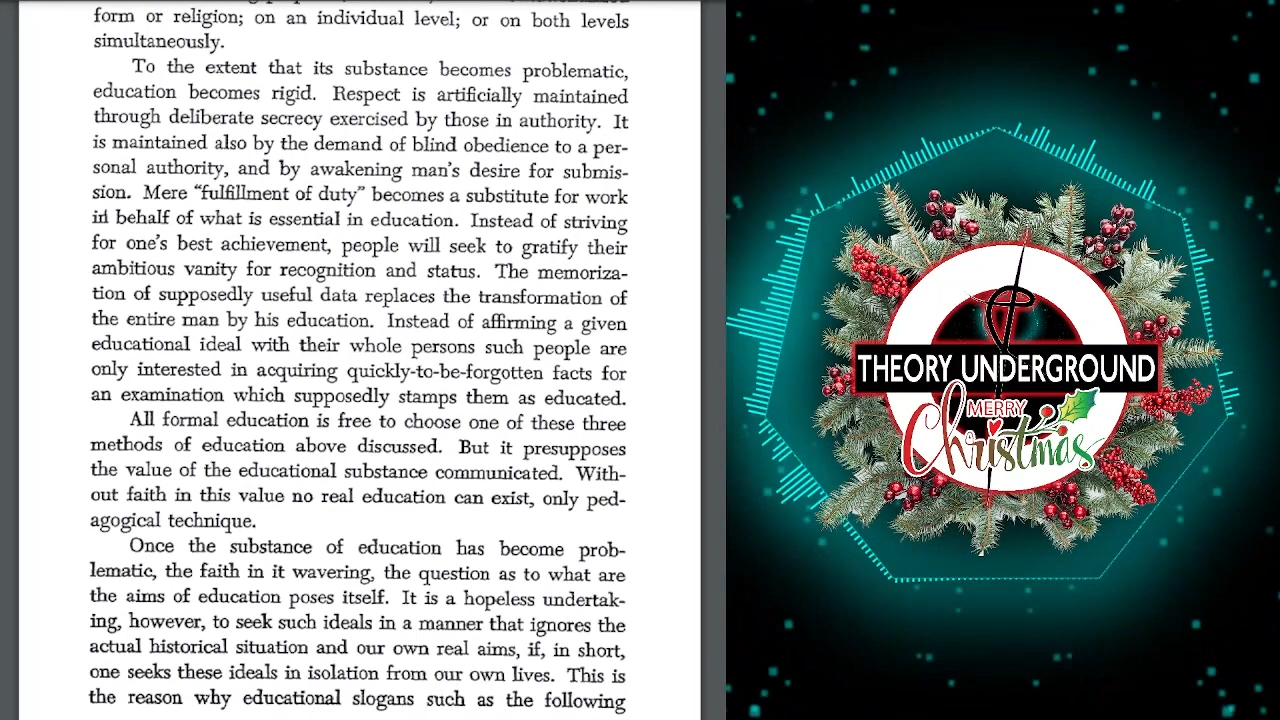 form or religion; on an individual level; or on both levels
simultaneously.
To the extent that its substance becomes problematic,
education becomes rigid. Respect is artificially maintained
through deliberate secrecy exercised by those in authority. It
is maintained also by the demand of blind obedience to a per-
sonal authority, and by awakening man's desire for submis-
sion. Mere "fulfillment of duty" becomes a substitute for work
in behalf of what is essential in education. Instead of striving
for one's best achievement, people will seek to gratify their
ambitious vanity for recognition and status. The memoriza-
tion of supposedly useful data replaces the transformation of
the entire man by his education. Instead of affirming a given
educational ideal with their whole persons such people are
only interested in acquiring quickly-to-be-forgotten facts for
an examination which supposedly stamps them as educated.
All formal education is free to choose one of these three
methods of education above discussed. But it presupposes
the value of the educational substance communicated. With-
out faith in this value no real education can exist, only ped-
agogical technique.
Once the substance of education has become prob-
lematic, the faith in it wavering, the question as to what are
the aims of education poses itself. It is a hopeless undertak-
ing, however, to seek such ideals in a manner that ignores the
actual historical situation and our own real aims, if, in short,
one seeks these ideals in isolation from our own lives. This is
the reason why educational slogans such as the following
THEORY UNDERGROUND
MERRY
Christmas